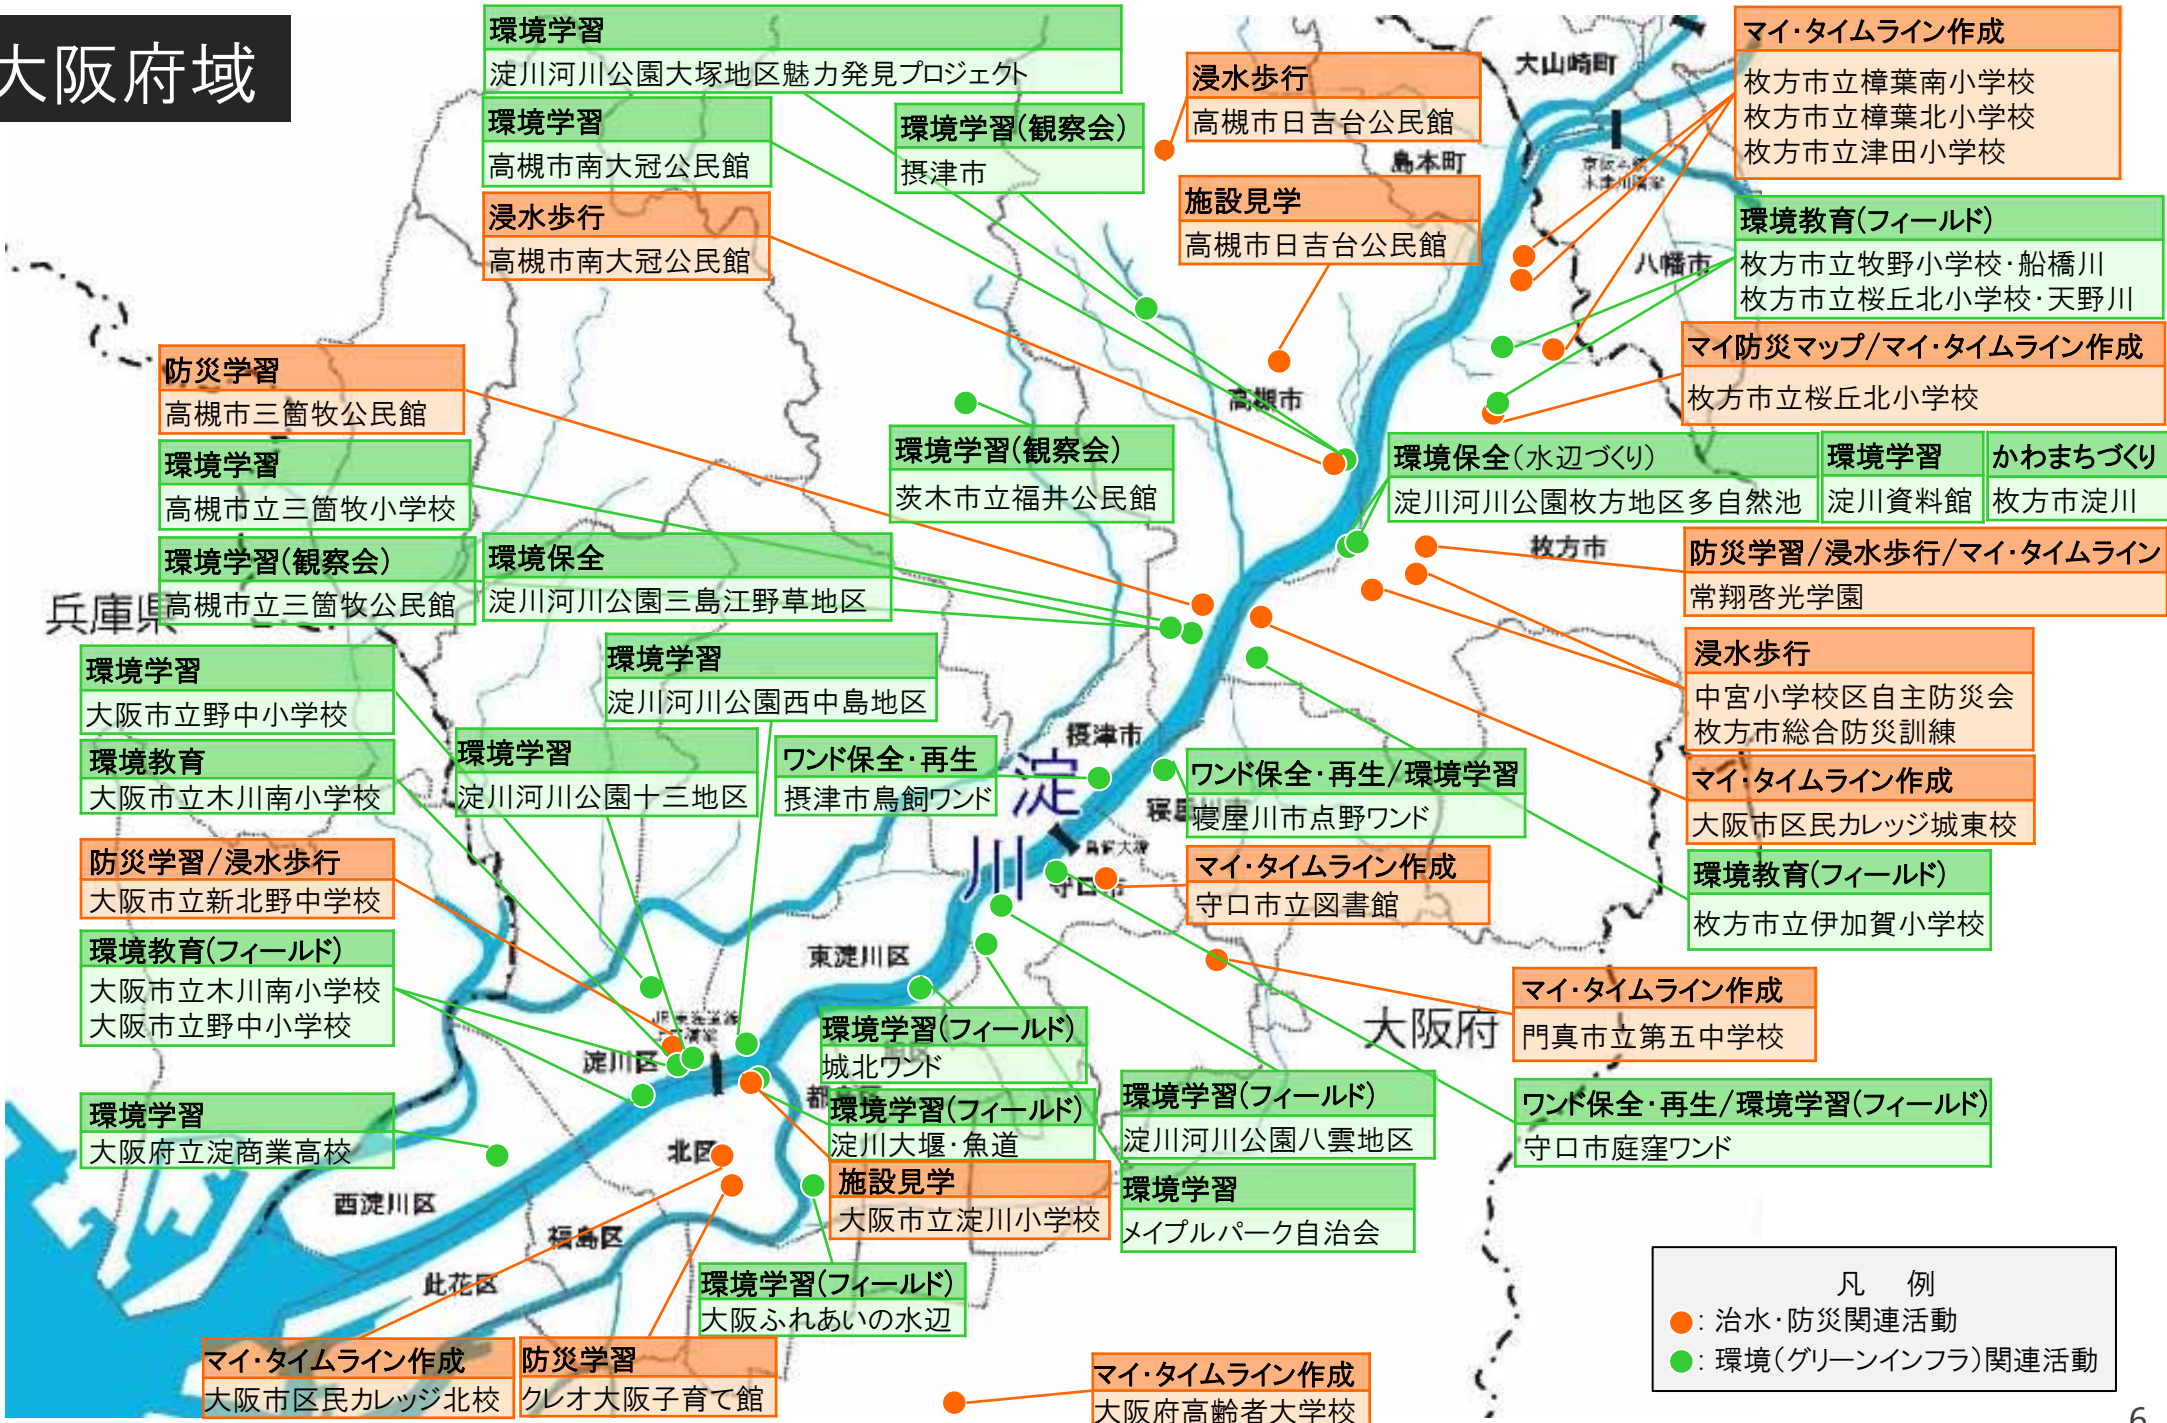 大阪府域
環境学習
淀川河川公園大塚地区魅力発見プロジェクト
環境学習
高槻市南大冠公民館
浸水歩行
高槻市南大冠公民館
環境学習(観察会)
摂津市
浸水歩行
高槻市日吉台公民館
施設見学
高槻市日吉台公民館
大山崎町
島本町
八幡市
マイ・タイムライン作成
枚方市立樟葉南小学校
枚方市立樟葉北小学校
枚方市立津田小学校
環境教育(フィールド)
枚方市立牧野小学校・船橋川
枚方市立桜丘北小学校・天野川
マイ防災マップ/マイ・タイムライン作成
枚方市立桜丘北小学校
防災学習
高槻市三箇牧公民館
環境学習
高槻市立三箇牧小学校
環境学習(観察会)
高槻市立三箇牧公民館
環境保全
淀川河川公園三島江野草地区
環境学習(観察会)
茨木市立福井公民館
高槻市
環境保全(水辺づくり)
淀川河川公園枚方地区多自然池
環境学習
淀川資料館
かわまちづくり
枚方市淀川
枚方市
防災学習/浸水歩行/マイ・タイムライン
常翔啓光学園
浸水歩行
中宮小学校区自主防災会
枚方市総合防災訓練
マイ・タイムライン作成
大阪市区民カレッジ城東校
環境教育(フィールド)
枚方市立伊加賀小学校
兵庫県
環境学習
大阪市立野中小学校
環境教育
大阪市立木川南小学校
環境学習
淀川河川公園西中島地区
環境学習
淀川河川公園十三地区
ワンド保全・再生
摂津市鳥飼ワンド
摂津市
淀川
ワンド保全・再生/環境学習
寝屋川市点野ワンド
マイ・タイムライン作成
守口市立図書館
守口市
防災学習/浸水歩行
大阪市立新北野中学校
環境教育(フィールド)
大阪市立木川南小学校
大阪市立野中小学校
環境学習
大阪府立淀商業高校
東淀川区
淀川区
北区
西淀川区
福島区
此花区
大阪府
環境学習(フィールド)
城北ワンド
環境学習(フィールド)
淀川大堰・魚道
施設見学
大阪市立淀川小学校
環境学習(フィールド)
淀川河川公園八雲地区
環境学習
メイプルパーク自治会
マイ・タイムライン作成
門真市立第五中学校
ワンド保全・再生/環境学習(フィールド)
守口市庭窪ワンド
環境学習(フィールド)
大阪ふれあいの水辺
マイ・タイムライン作成
大阪市区民カレッジ北校
防災学習
クレオ大阪子育て館
マイ・タイムライン作成
大阪府高齢者大学校
凡 例
: 治水・防災関連活動
: 環境(グリーンインフラ)関連活動
6